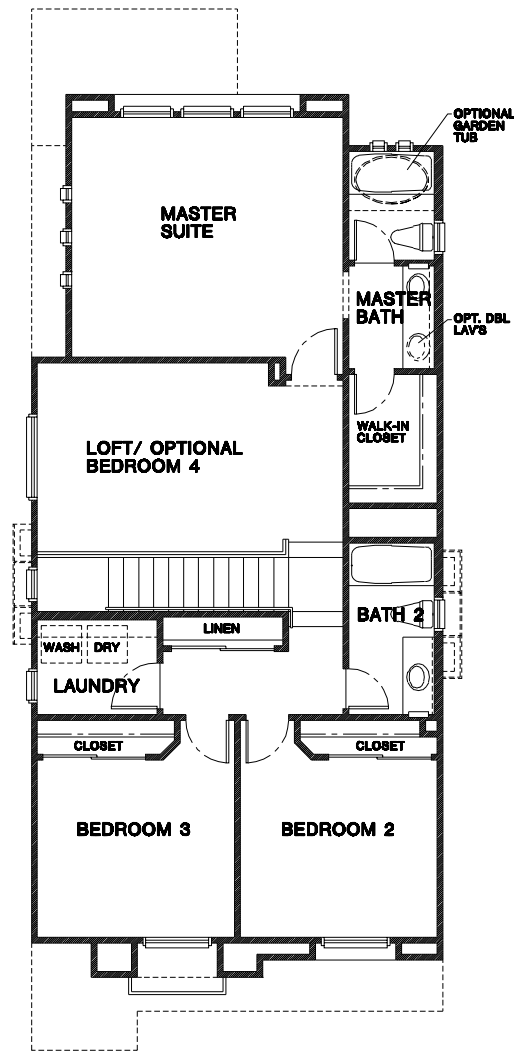 OPTIONAL
GARDEN
TUB
MASTER
SUITE
MASTER
BATH
OPT. DBL
LAV'S
WALK-IN
CLOSET
LOFT/ OPTIONAL
BEDROOM 4
LINEN
BATH 2
WASH
DRY
LAUNDRY
CLOSET
CLOSET
BEDROOM 3
BEDROOM 2